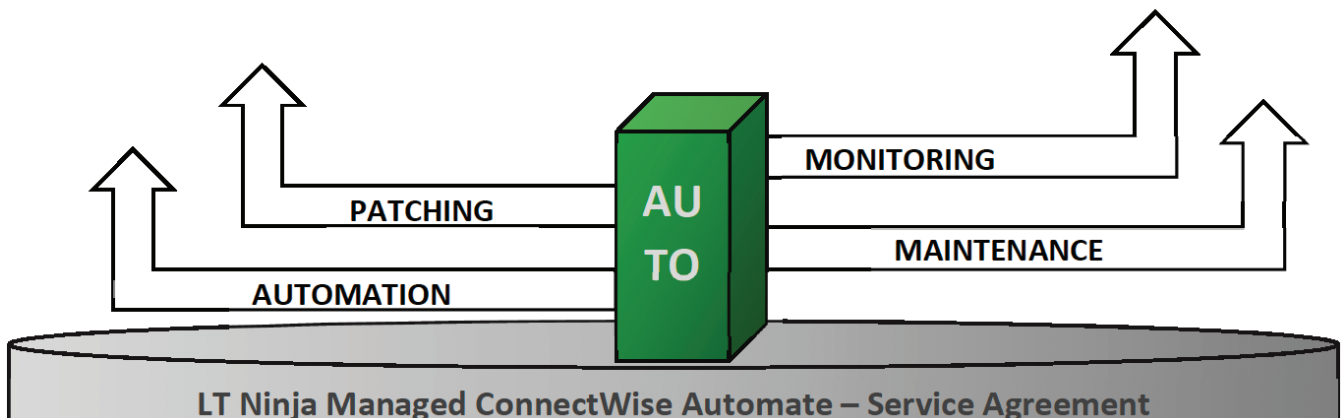 MONITORING
PATCHING
AU
TO
MAINTENANCE
AUTOMATION
LT Ninja Managed ConnectWise Automate – Service Agreement